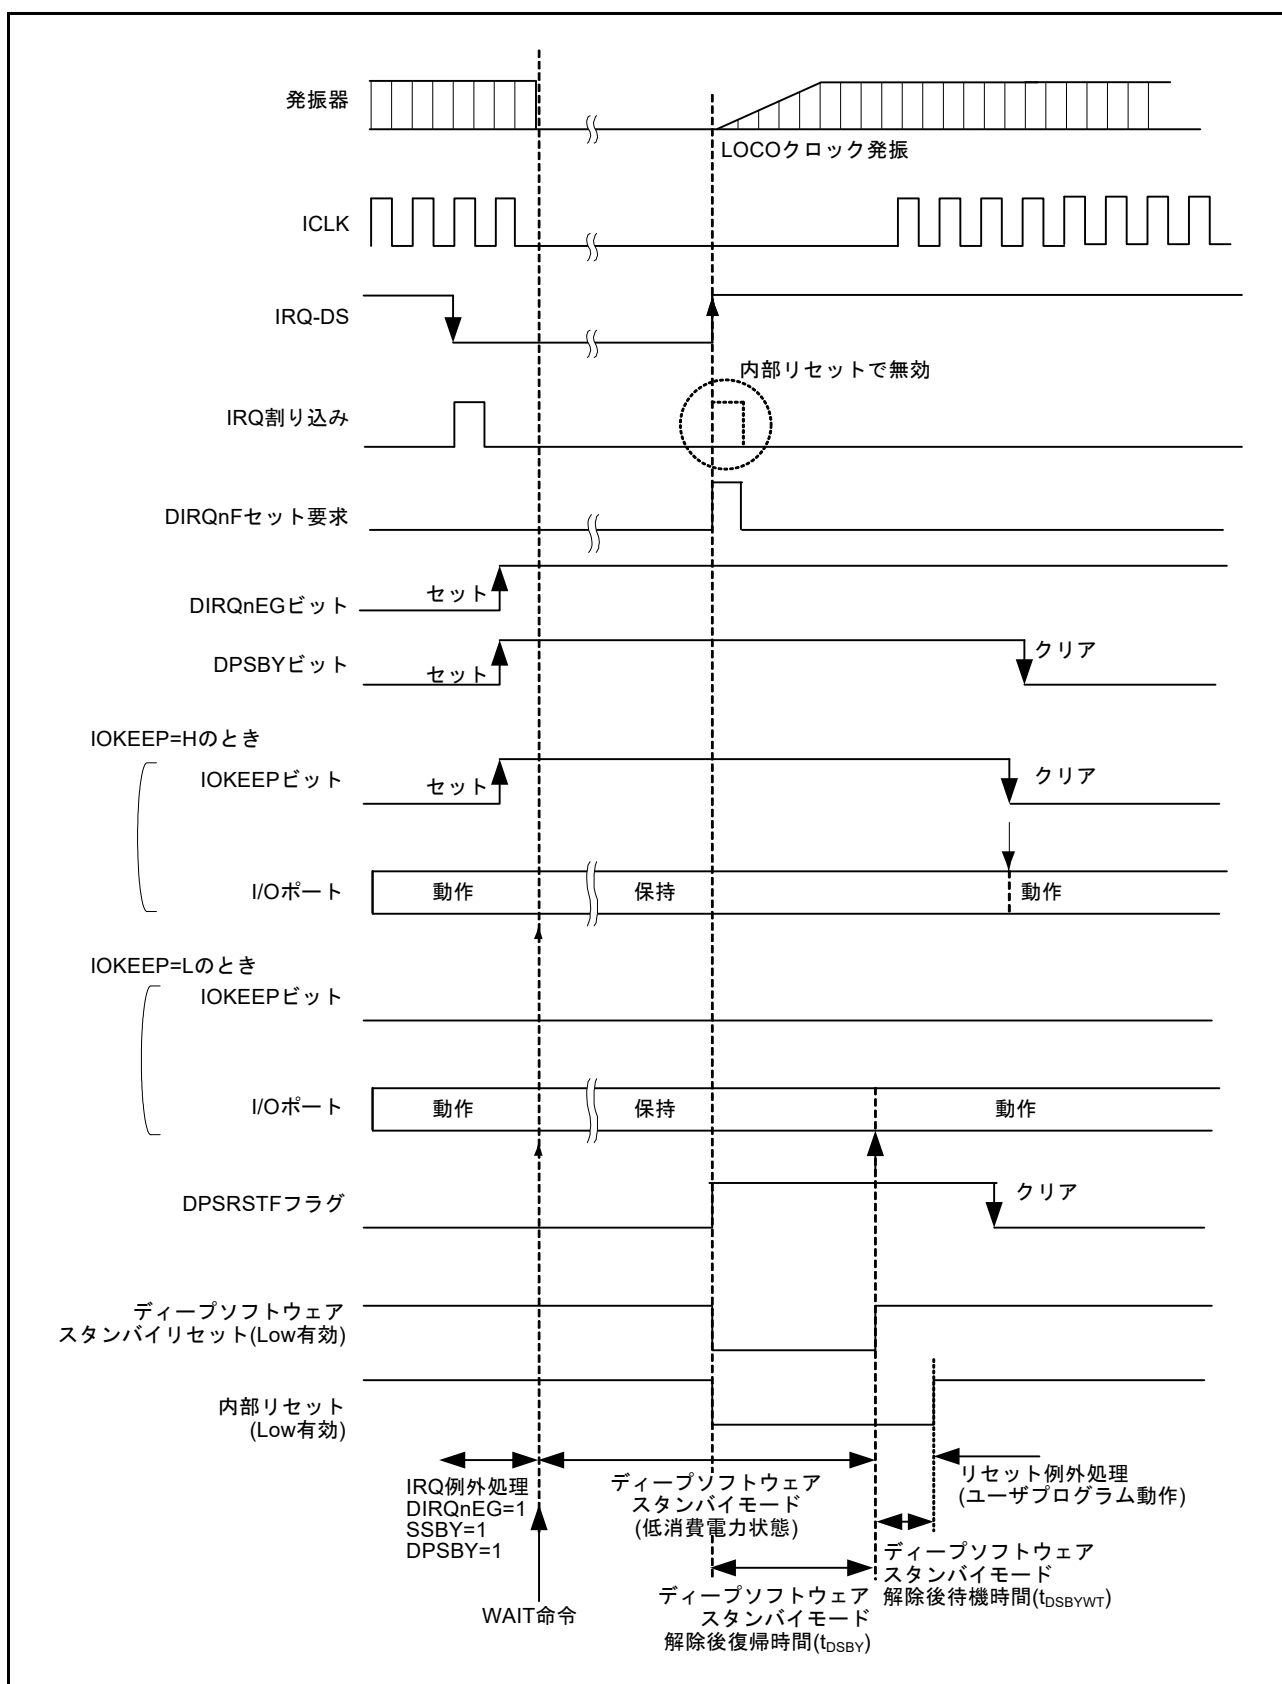 発振器
LOCOクロック発振
ICLK
IRQ-DS
内部リセットで無効
IRQ割り込み
DIRQnFセット要求
DIRQnEGビット
セット
DPSBYビット
セット
クリア
IOKEEP=Hのとき
IOKEEPビット
セット
クリア
I/Oポート
動作
保持
動作
IOKEEP=Lのとき
IOKEEPビット
I/Oポート
動作
保持
動作
DPSRSTFフラグ
クリア
ディープソフトウェア
スタンバイリセット(Low有効)
内部リセット
(Low有効)
IRQ例外処理
DIRQnEG=1
SSBY=1
DPSBY=1
ディープソフトウェア
スタンバイモード
(低消費電力状態)
リセット例外処理
(ユーザプログラム動作)
ディープソフトウェア
スタンバイモード
解除後待機時間(tDSBYWT)
WAIT命令
ディープソフトウェア
スタンバイモード
解除後復帰時間(tDSBY)